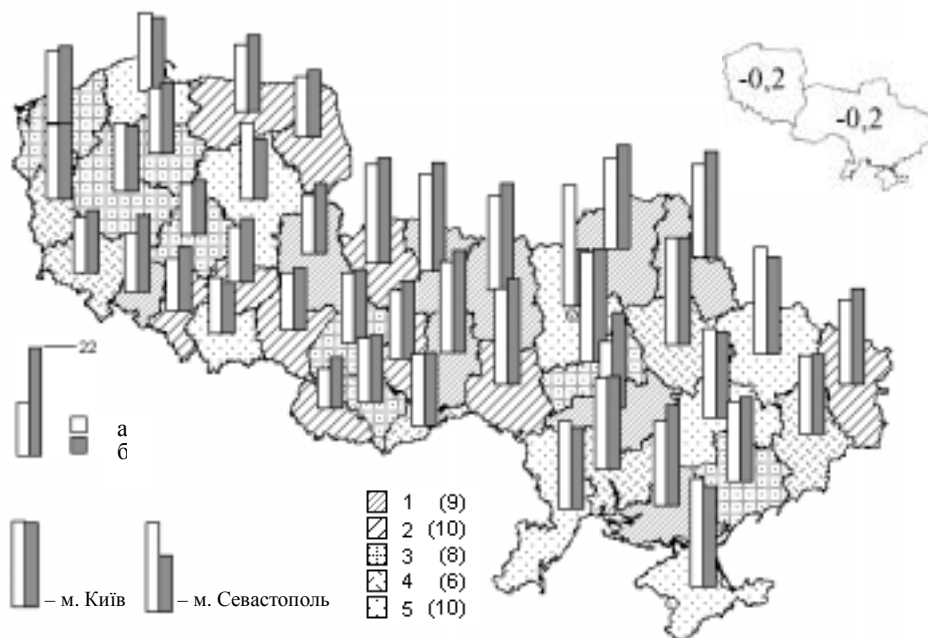 -0,2
-0,2
22
а
б
1 (9)
2 (10)
3 (8)
4 (6)
5 (10)
– м. Київ
– м. Севастополь